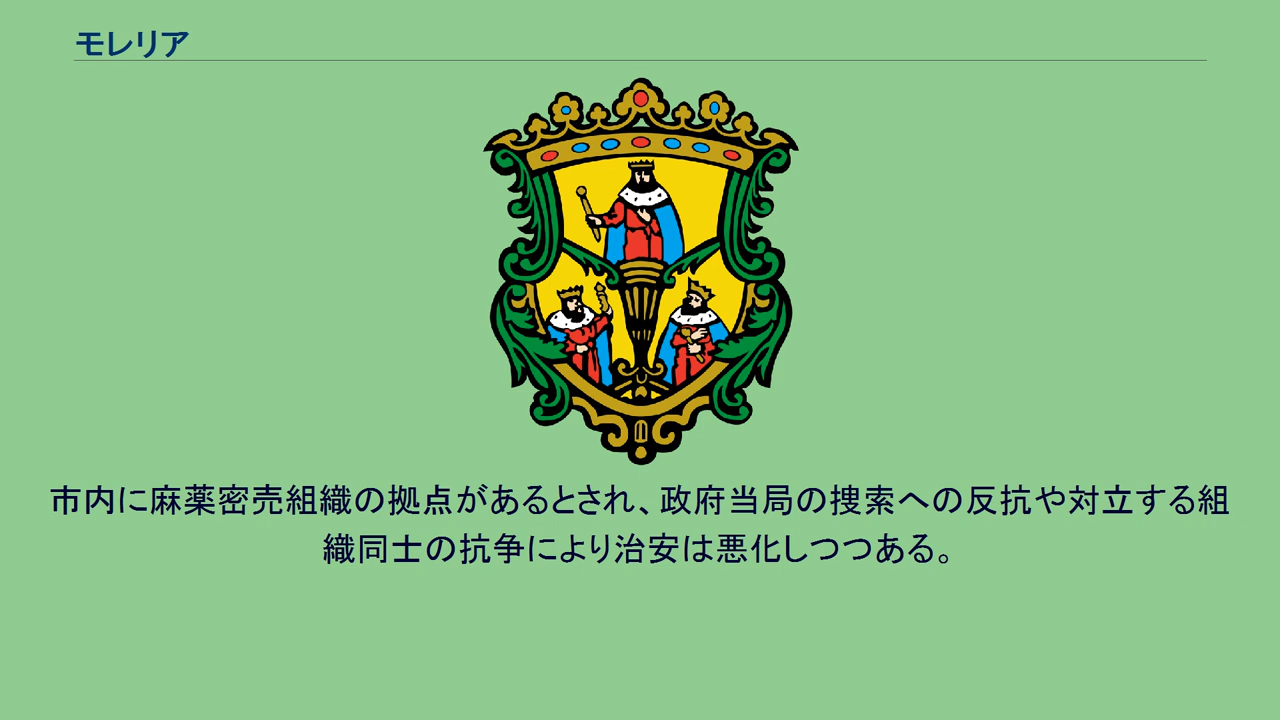 モレリア
市内に麻薬密売組織の拠点があるとされ、政府当局の捜索への反抗や対立する組
織同士の抗争により治安は悪化しつつある。